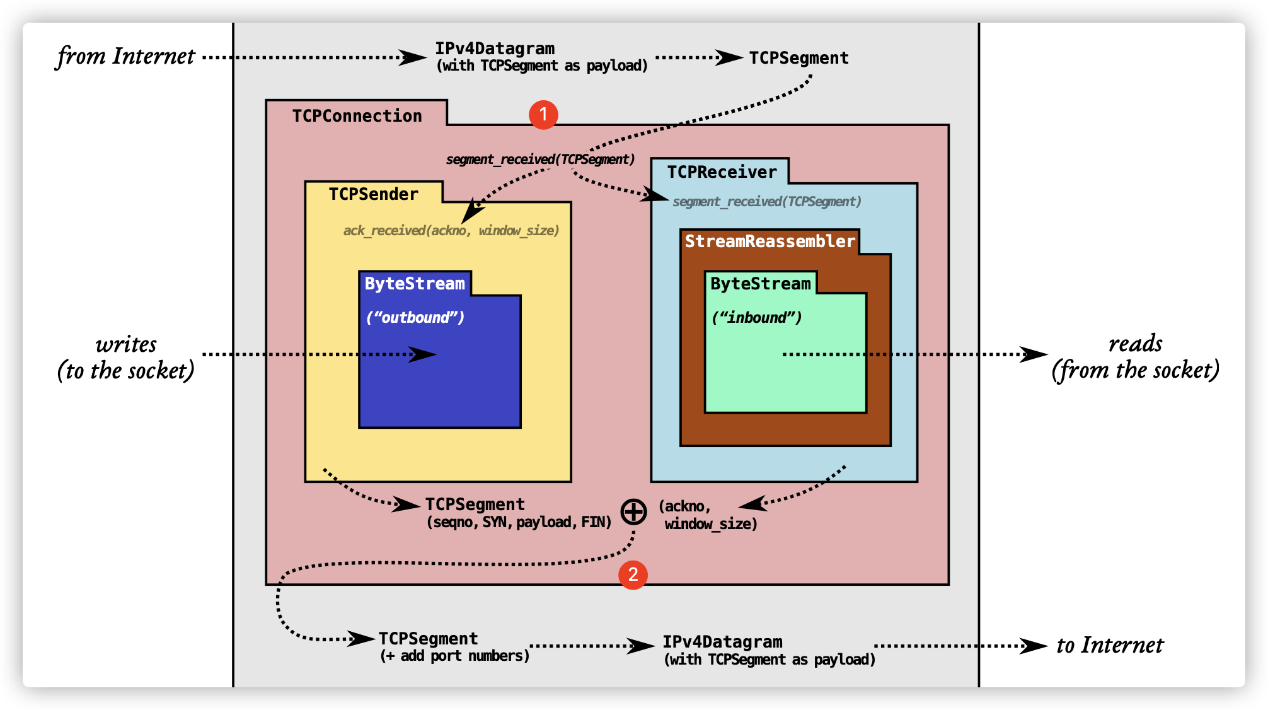 from Internet
IPv4Datagram
(with TCPSegment as payload)
TCPSegment
TCPConnection
1
segment_received(TCPSegment)
TCPSender
ack_received(ackno, window_size)
ByteStream
(“outbound”)
TCPReceiver
segment_received(TCPSegment)
StreamReassembler
ByteStream
(“inbound”)
writes
(to the socket)
reads
(from the socket)
TCPSegment
(seqno, SYN, payload, FIN)
(ackno,
window_size)
2
TCPSegment
(+ add port numbers)
IPv4Datagram
(with TCPSegment as payload)
to Internet